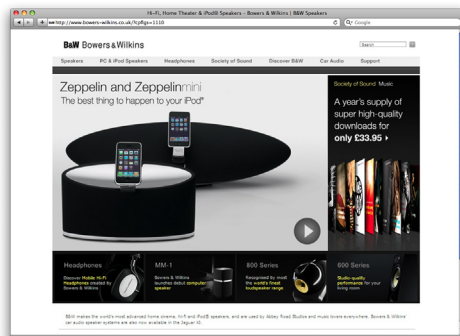 Hi-Fi, Home Theater & iPod® Speakers - Bowers & Wilkins | B&W Speakers
http://www.bowers-wilkins.co.uk/?cpflgs=1116
Google
B&W Bowers & Wilkins
Search
Speakers PC & iPod Speakers Headphones Society of Sound Discover B&W Car Audio Support
Zeppelin and Zeppelinmini
The best thing to happen to your iPod®
Society of Sound Music
A year's supply of
super high-quality
downloads for
only £33.95
Headphones
Discover Mobile Hi-Fi
Headphones created by
Bowers & Wilkins
MM-1
Bowers & Wilkins
launches debut computer
speaker
800 Series
Recognised by most
as the world's finest
loudspeaker range
600 Series
Studio-quality
performance for your
living room
B&W makes the world's most advanced home cinema, hi-fi and iPod® speakers, and are used by Abbey Road Studios and music lovers everywhere. Bowers & Wilkins'
car audio speaker systems are also now available in the Jaguar XJ.